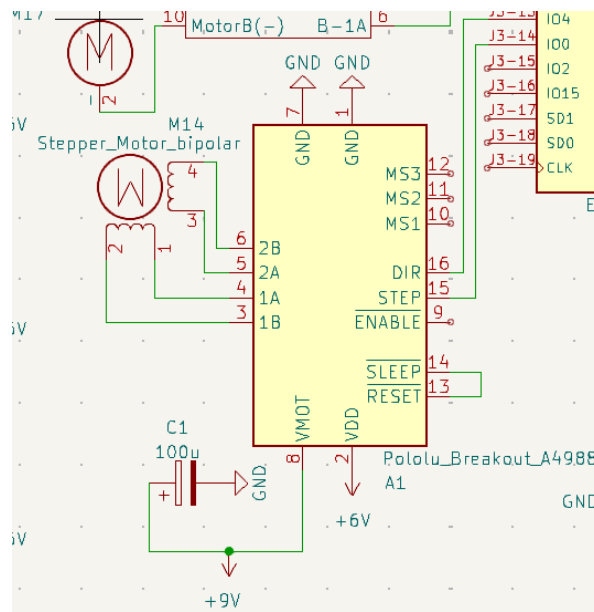 M17
10
MotorB(-)
B-1A
6
J3-13
IO4
J3-14
IO0
J3-15
IO2
J3-16
IO15
J3-17
SD1
J3-18
SD0
J3-19
CLK
M
2
GND
GND
7
1
GND
GND
M14
Stepper_Motor_bipolar
4
3
2
1
MS3
12
MS2
11
MS1
10
6
2B
DIR
16
5
2A
STEP
15
4
1A
ENABLE
9
3
1B
SLEEP
14
RESET
13
VMOT
VDD
8
2
Pololu_Breakout_A4988
A1
C1
100u
+
GND
+6V
+9V
GND
6V
6V
6V
E